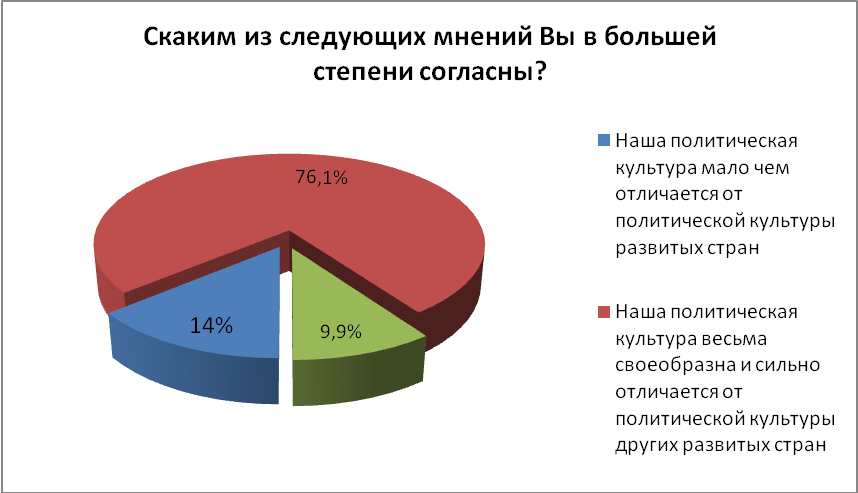 Скаким из следующих мнений Вы в большей
степени согласны?
76,1%
14%
9,9%
Наша политическая
культура мало чем
отличается от
политической культуры
развитых стран
Наша политическая
культура весьма
своеобразна и сильно
отличается от
политической культуры
других развитых стран